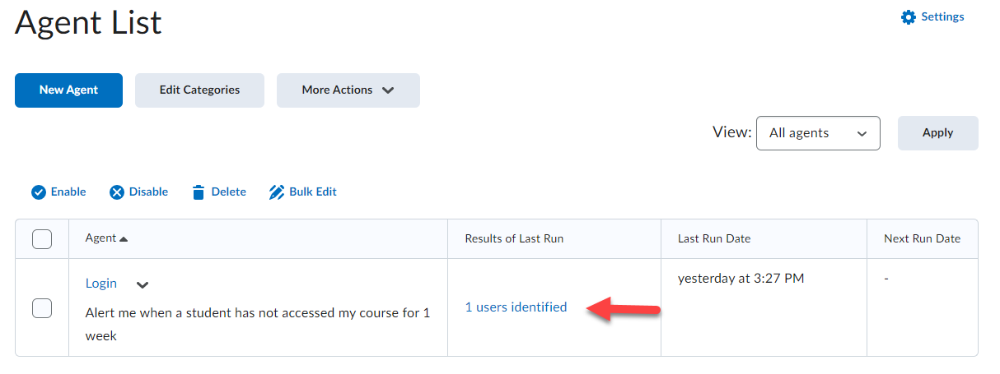 Agent List
Settings
New Agent
Edit Categories
More Actions
View:
All agents
Apply
Enable
Disable
Delete
Bulk Edit
Agent
Results of Last Run
Last Run Date
Next Run Date
Login
yesterday at 3:27 PM
-
Alert me when a student has not accessed my course for 1
week
1 users identified